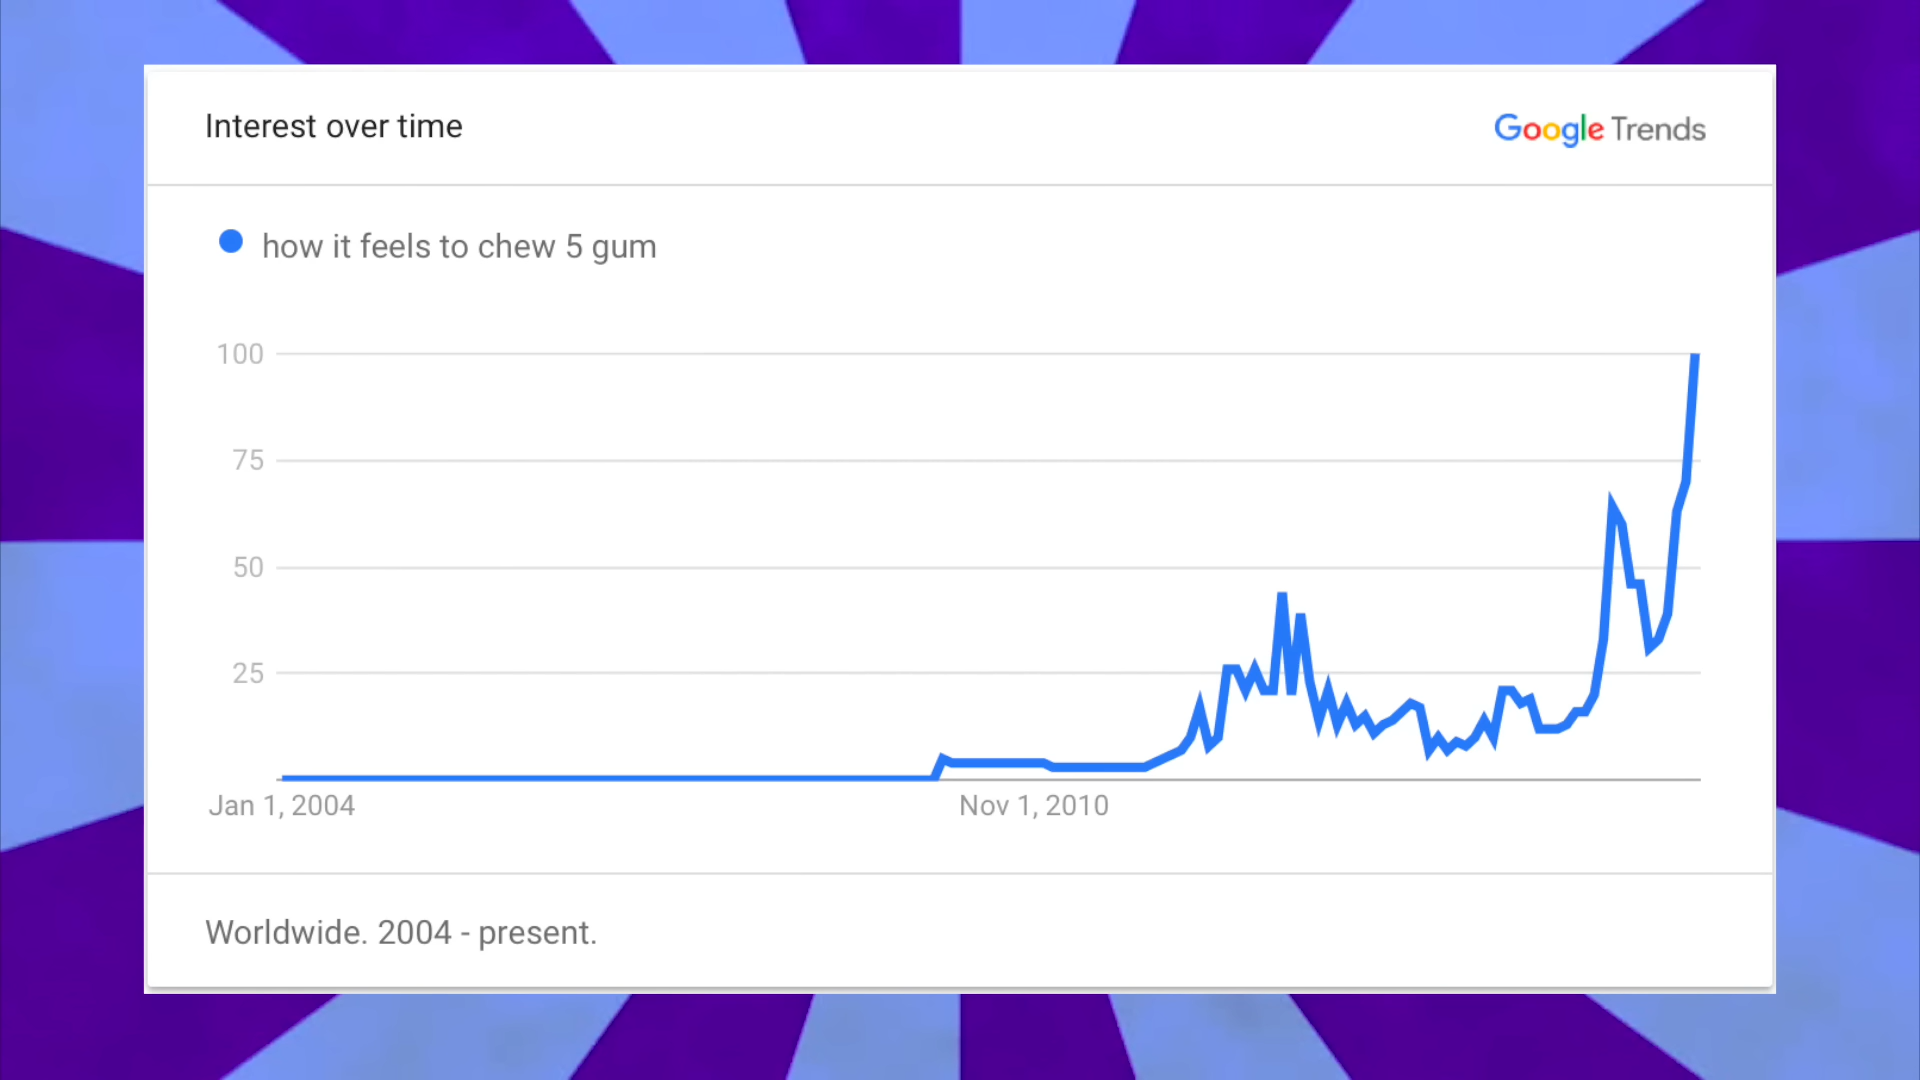 Interest over time
Google Trends
how it feels to chew 5 gum
100
75
50
25
Jan 1, 2004
Nov 1, 2010
Worldwide. 2004 - present.